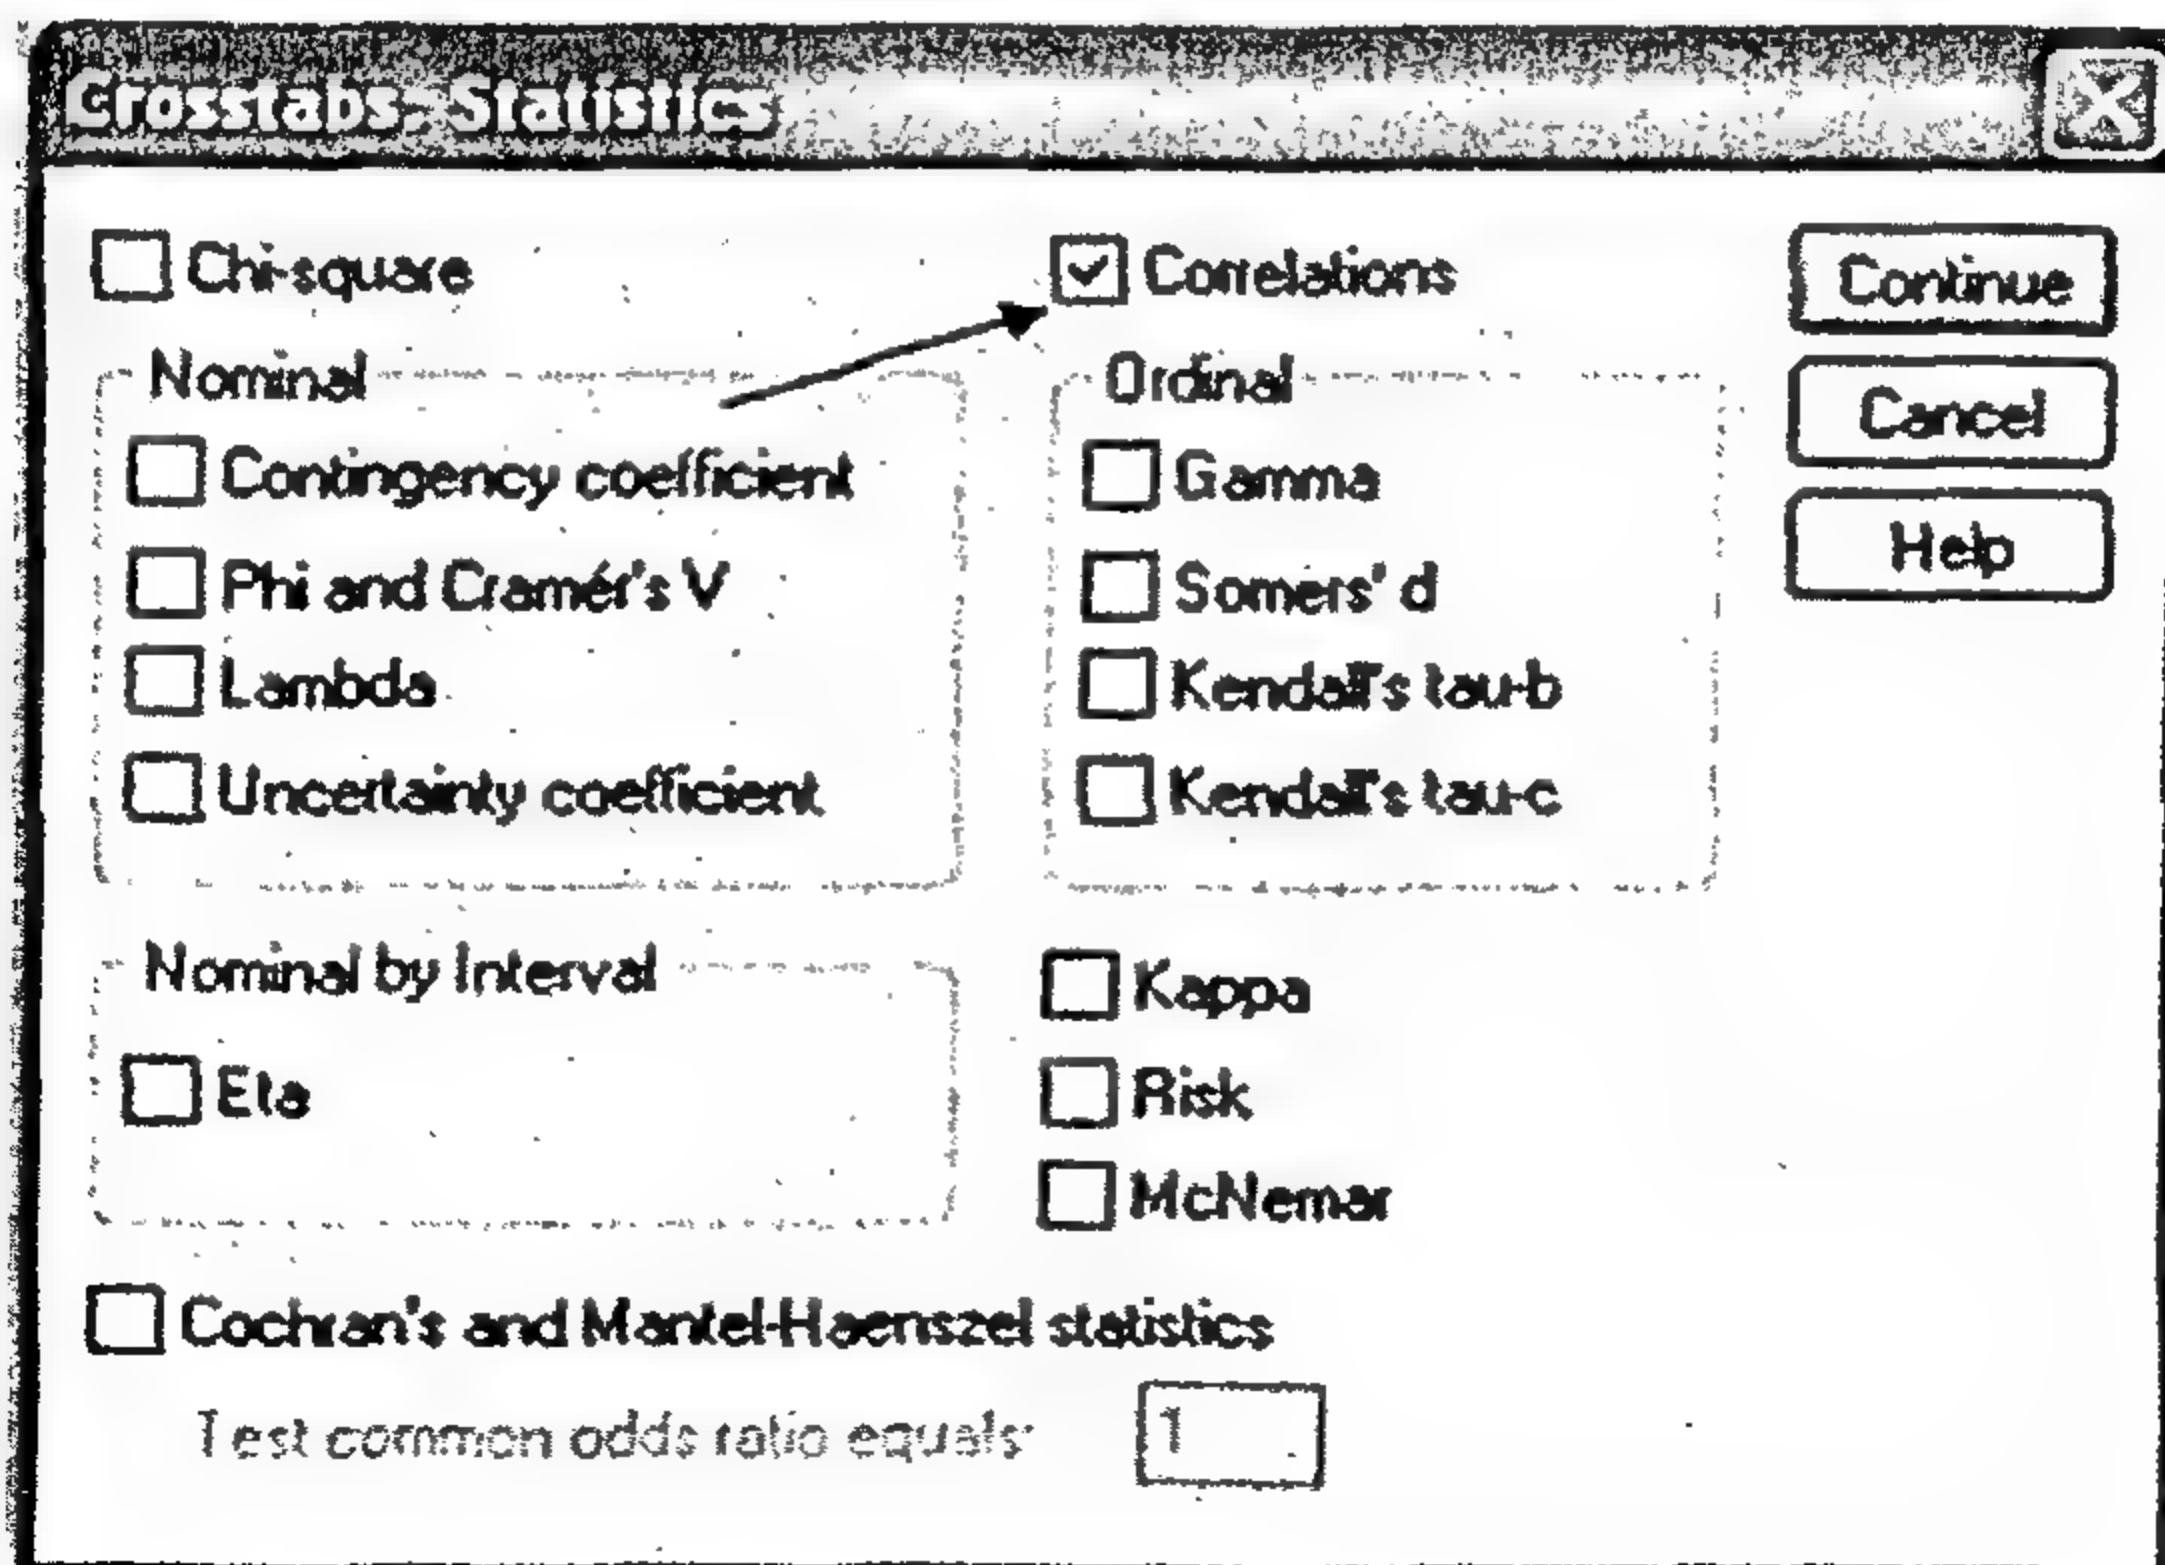 Crosstabs: Statistics
Chi-square
Correlations
Continue
Cancel
Help
Nominal
Contingency coefficient
Phi and Cramér's V
Lambda
Uncertainty coefficient
Ordinal
Gamma
Somers' d
Kendall's tau-b
Kendall's tau-c
Nominal by Interval
Eta
Kappa
Risk
McNemar
Cochran's and Mantel-Haenszel statistics
Test common odds ratio equals: 1